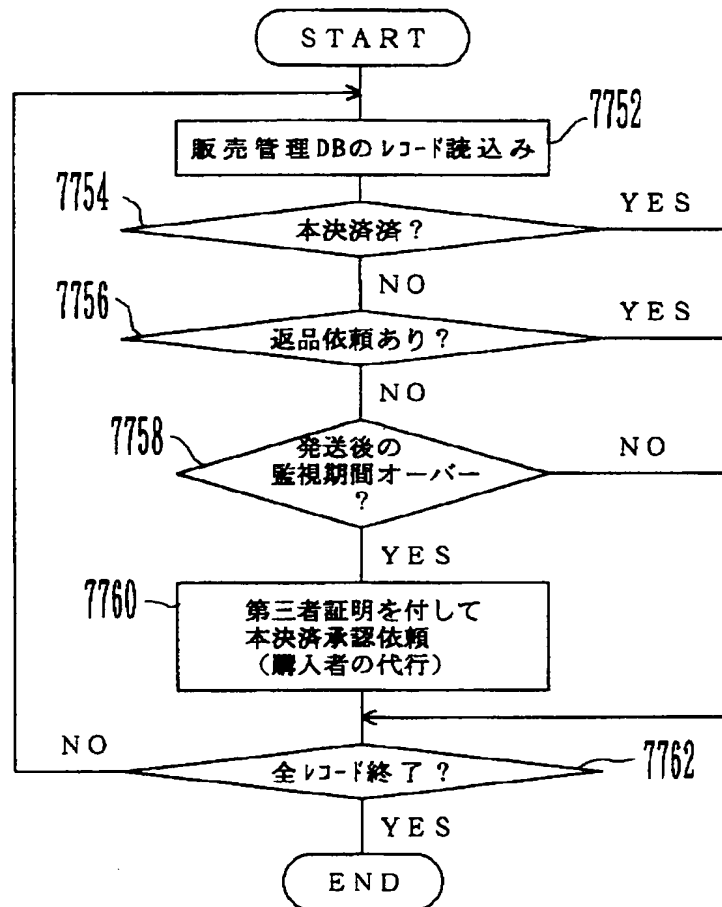 START
7752
販売管理DBのレコード読込み
7754
本決済済？
YES
NO
7756
返品依頼あり？
YES
NO
7758
発送後の
監視期間オーバー
？
NO
YES
7760
第三者証明を付して
本決済承認依頼
（購入者の代行）
NO
全レコード終了？
7762
YES
END